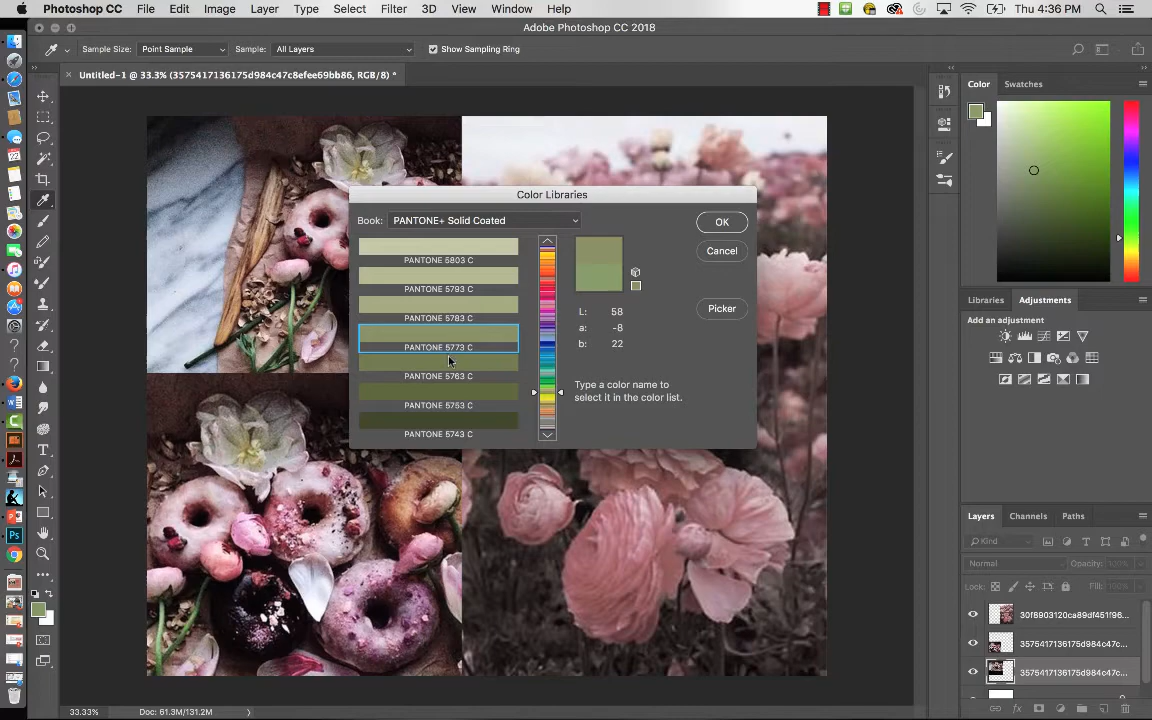 Photoshop CC File Edit Image Layer Type Select Filter 3D View Window Help Thu 4:36 PM
Adobe Photoshop CC 2018
Sample Size: Point Sample Sample: All Layers Show Sampling Ring
Untitled-1 @ 33.3% (3575417136175d984c47c8efee69bb86, RGB/8) *
Color Swatches
Color Libraries
Book: PANTONE+ Solid Coated
OK
PANTONE 5803 C
Cancel
PANTONE 5793 C
PANTONE 5783 C
Picker
L: 58
a: -8
b: 22
PANTONE 5773 C
PANTONE 5763 C
PANTONE 5753 C
PANTONE 5743 C
Type a color name to
select it in the color list.
Libraries Adjustments
Add an adjustment
Layers Channels Paths
Kind
Normal Opacity: 100%
Lock: Fill: 100%
30f8903120ca89df451f96...
3575417136175d984c47c...
3575417136175d984c47c...
33.33% Doc: 61.3M/131.2M